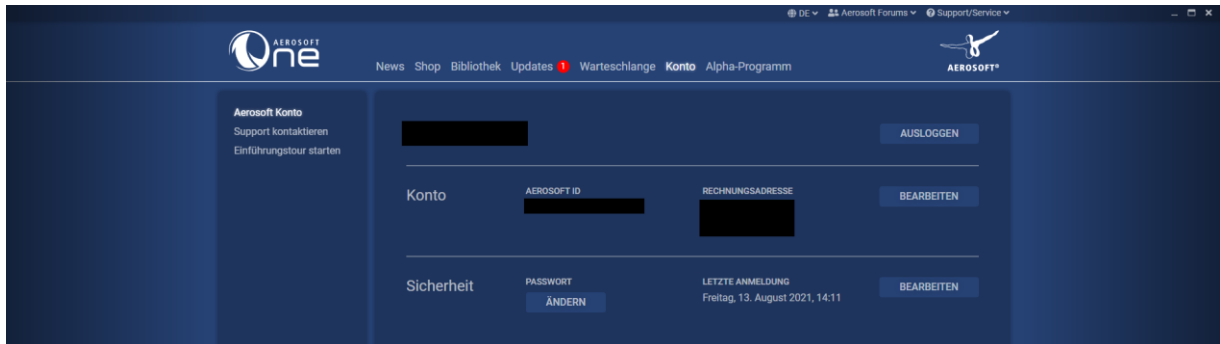 DE Aerosoft Forums Support/Service
AEROSOFT
One
News Shop Bibliothek Updates 1 Warteschlange Konto Alpha-Programm
AEROSOFT®
Aerosoft Konto
Support kontaktieren
Einführungstour starten
AUSLOGGEN
Konto
AEROSOFT ID
RECHNUNGSADRESSE
BEARBEITEN
Sicherheit
PASSWORT
ÄNDERN
LETZTE ANMELDUNG
Freitag, 13. August 2021, 14:11
BEARBEITEN